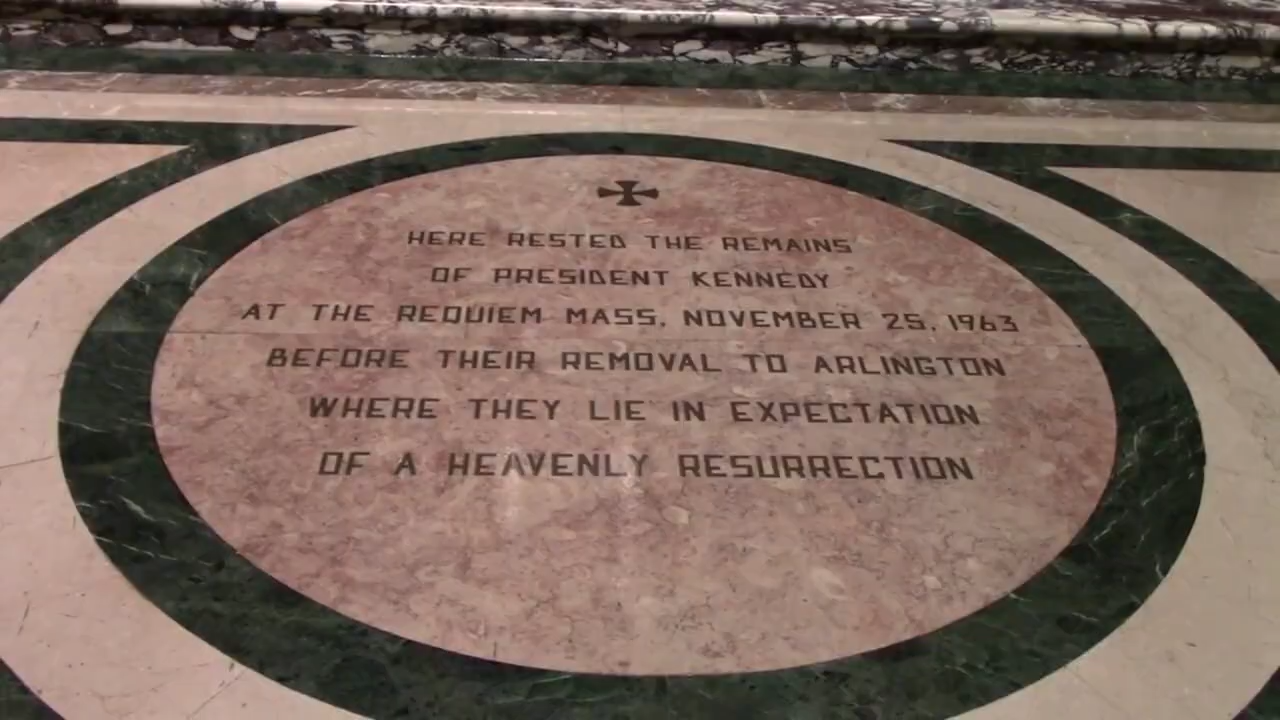 HERE RESTED THE REMAINS
OF PRESIDENT KENNEDY
AT THE REQUIEM MASS, NOVEMBER 25, 1963
BEFORE THEIR REMOVAL TO ARLINGTON
WHERE THEY LIE IN EXPECTATION
OF A HEAVENLY RESURRECTION